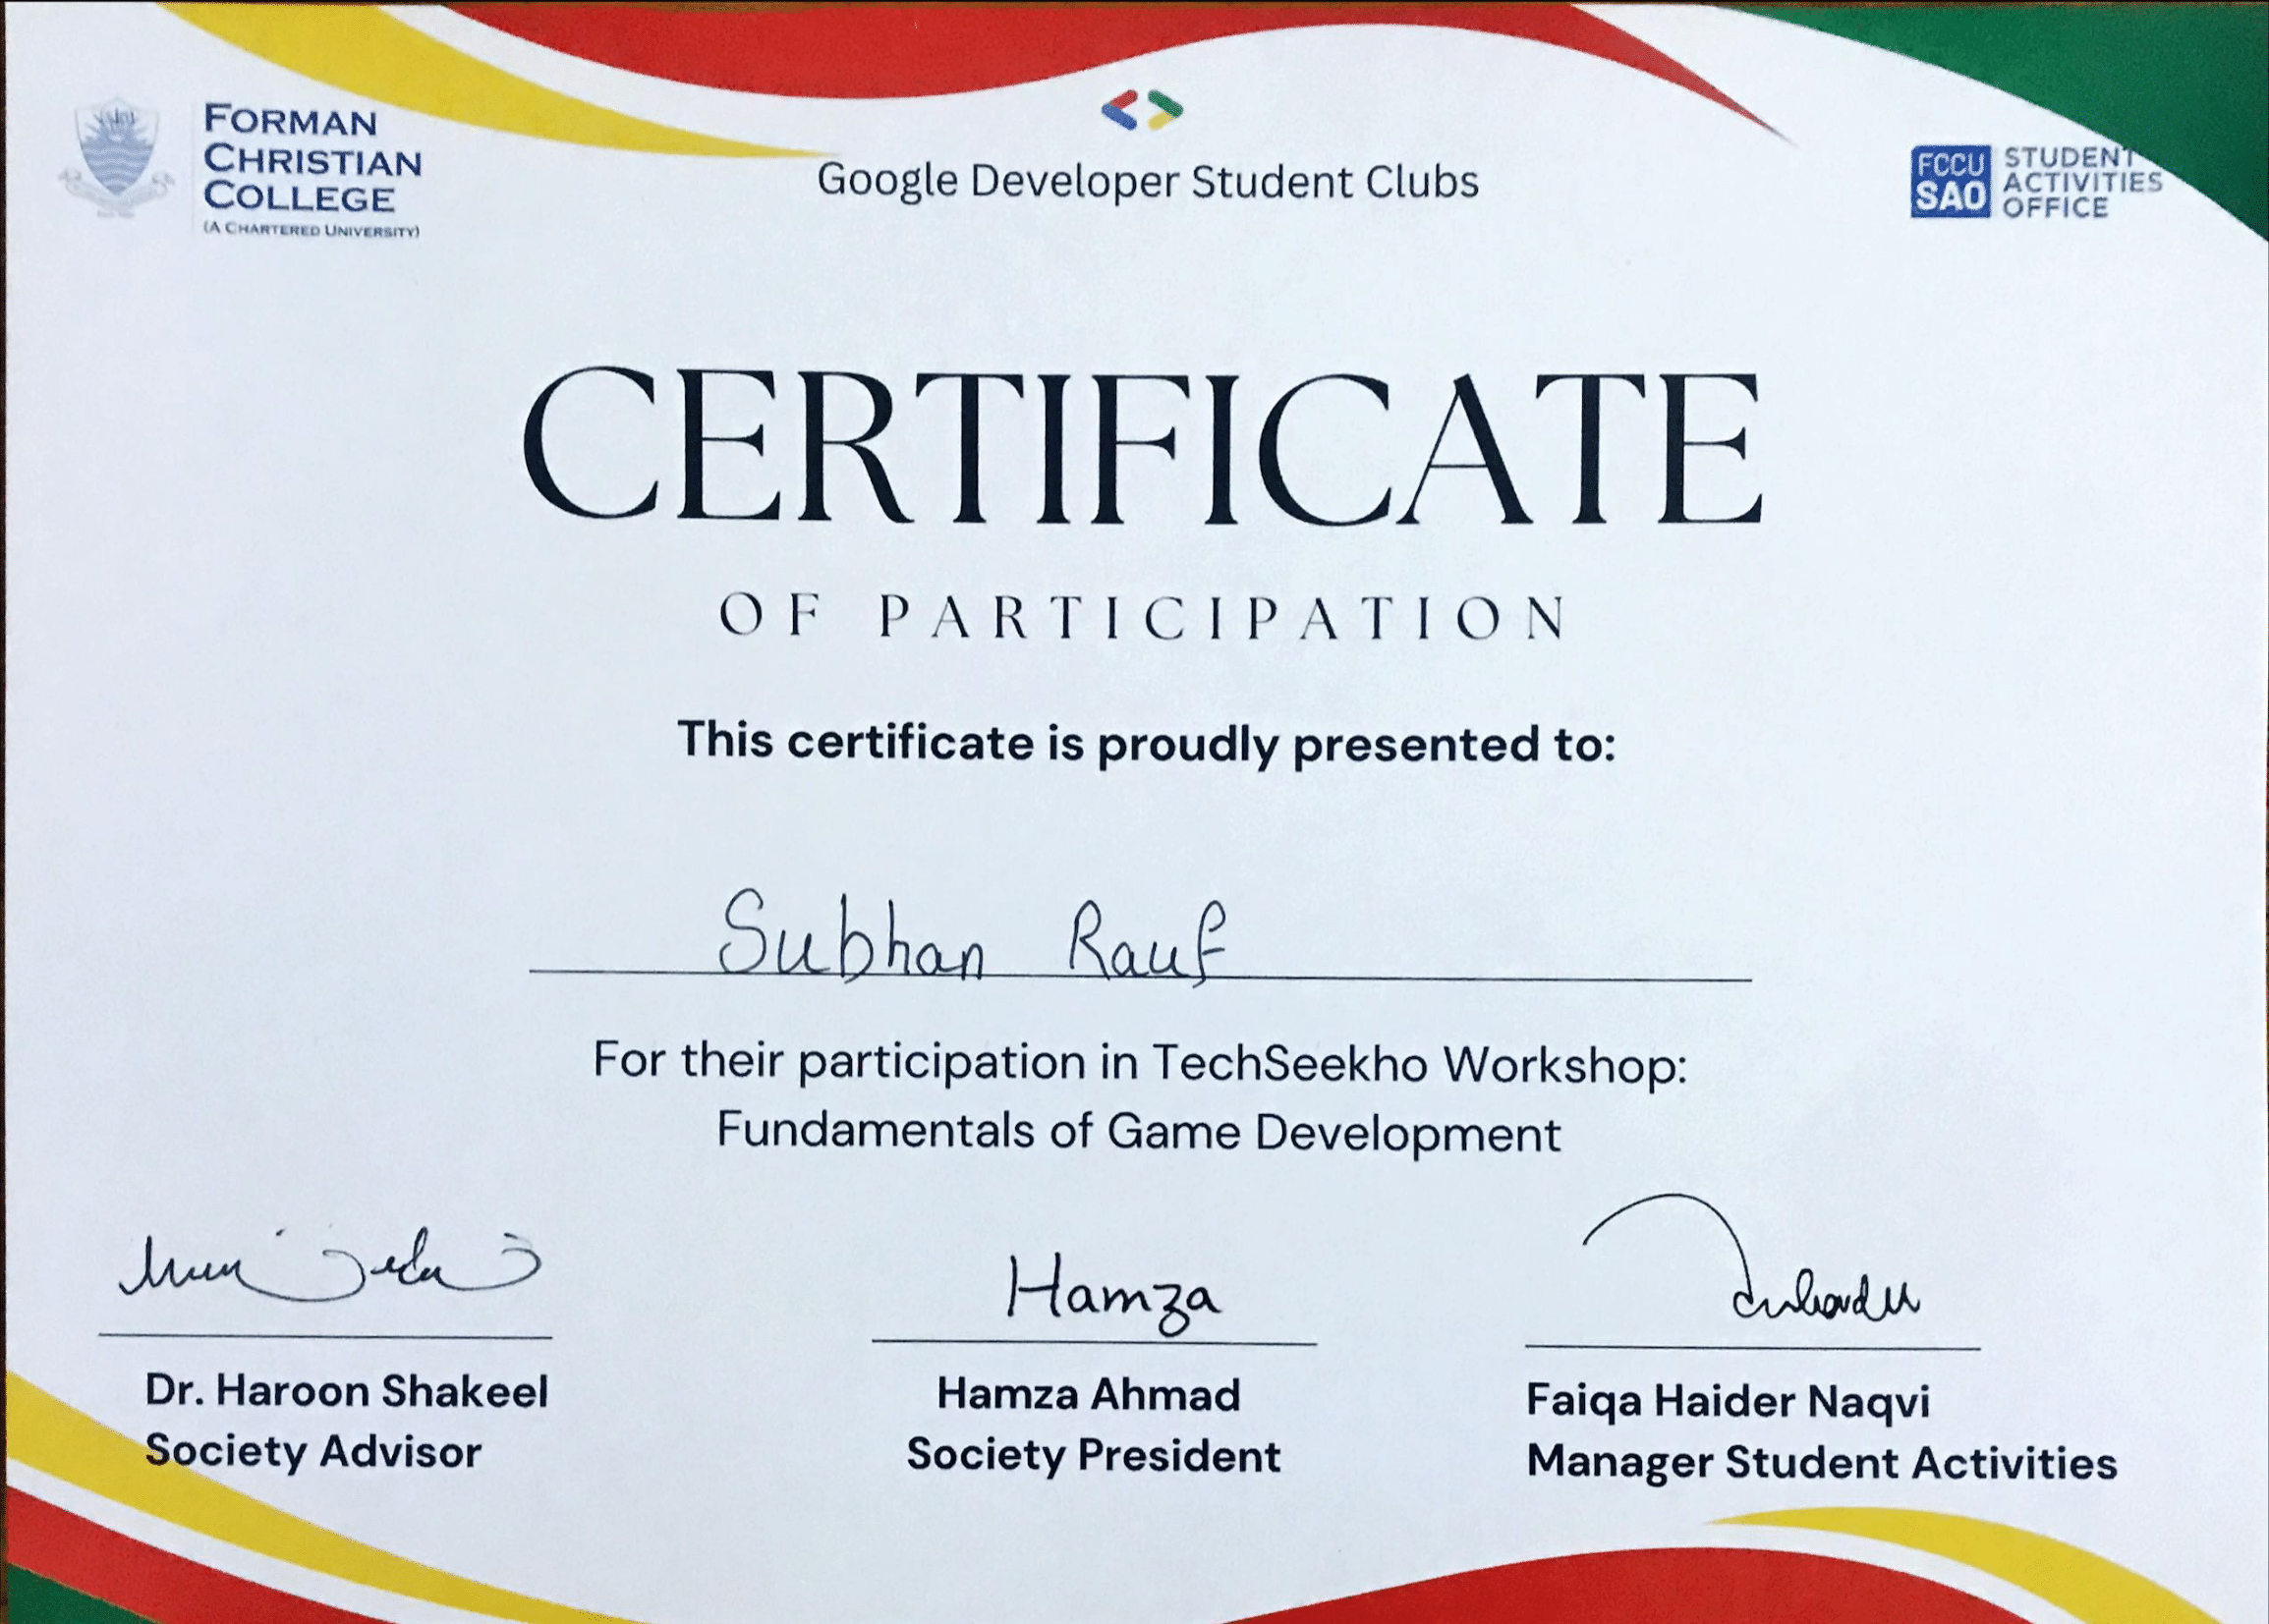 FORMAN
CHRISTIAN
COLLEGE
(A CHARTERED UNIVERSITY)
Google Developer Student Clubs
FCCU
SAO
STUDENT
ACTIVITIES
OFFICE
CERTIFICATE
OF PARTICIPATION
This certificate is proudly presented to:
Subhan Rauf
For their participation in TechSeekho Workshop:
Fundamentals of Game Development
Hamza
Dr. Haroon Shakeel
Society Advisor
Hamza Ahmad
Society President
Faiqa Haider Naqvi
Manager Student Activities